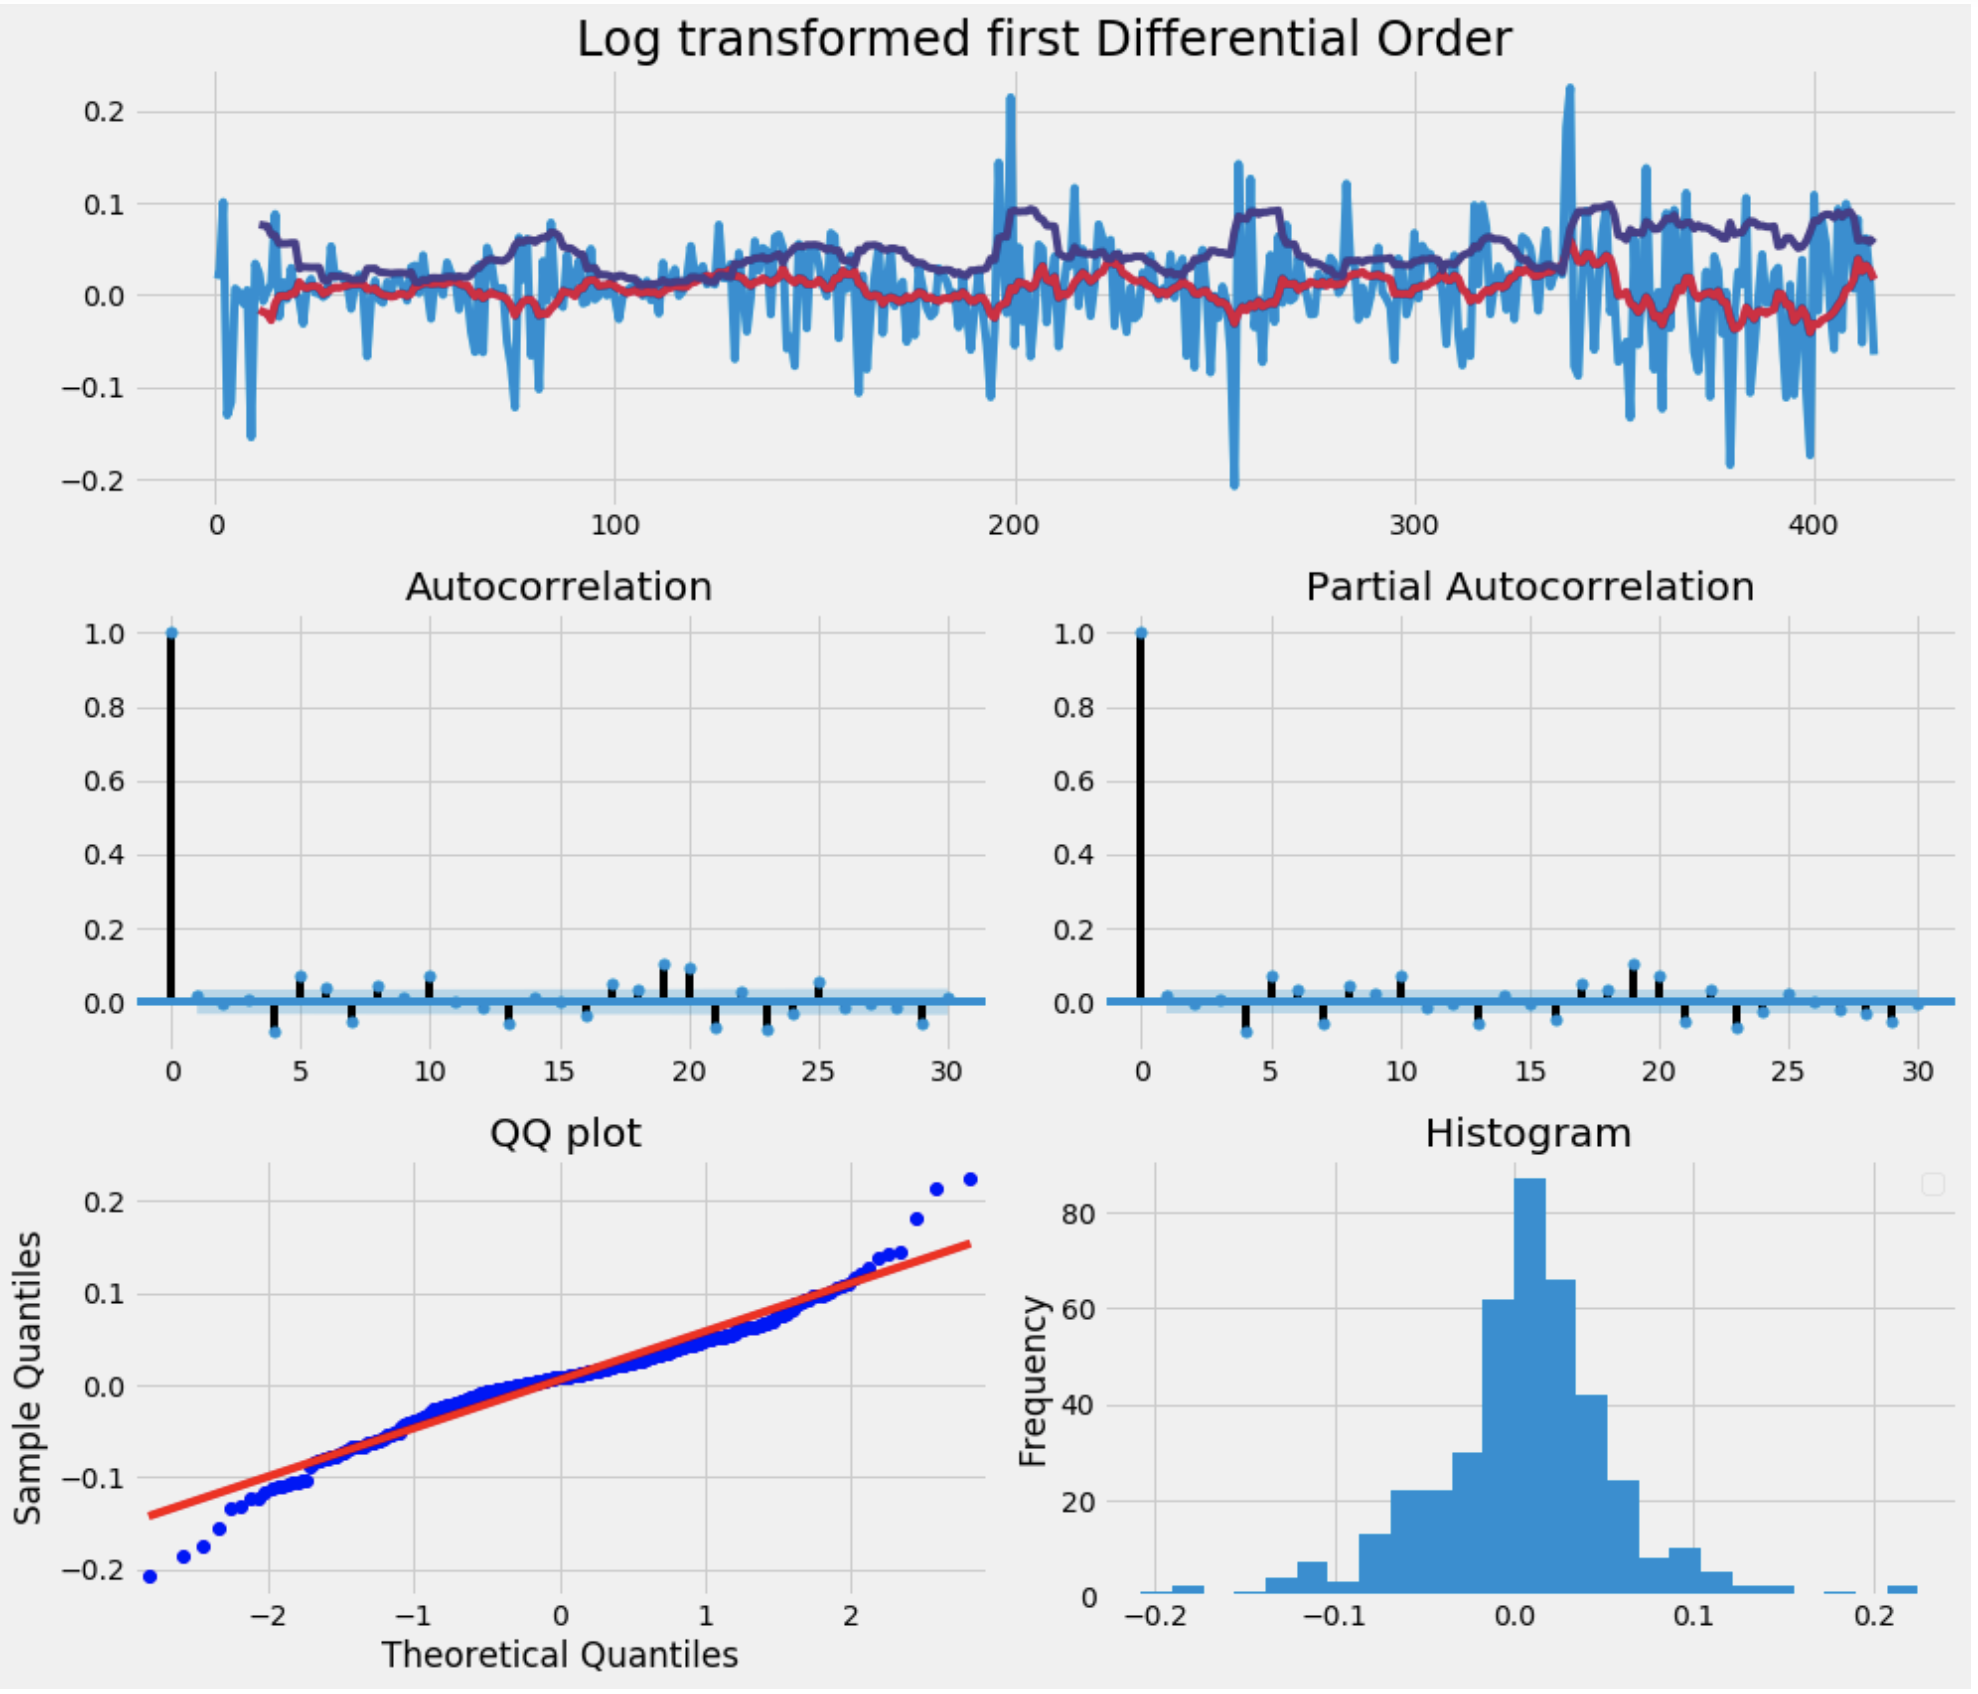 Log transformed first Differential Order
0.2
0.1
0.0
−0.1
−0.2
0 100 200 300 400
Autocorrelation
1.0
0.8
0.6
0.4
0.2
0.0
0 5 10 15 20 25 30
Partial Autocorrelation
1.0
0.8
0.6
0.4
0.2
0.0
0 5 10 15 20 25 30
QQ plot
Sample Quantiles
0.2
0.1
0.0
−0.1
−0.2
−2 −1 0 1 2
Theoretical Quantiles
Histogram
Frequency
80
60
40
20
0
−0.2 −0.1 0.0 0.1 0.2